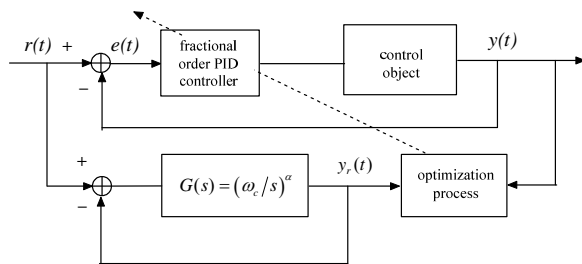 r(t) + e(t) fractional order PID controller control object y(t)
−
+ G(s) = (ω_c/s)^α y_r(t) optimization process
−